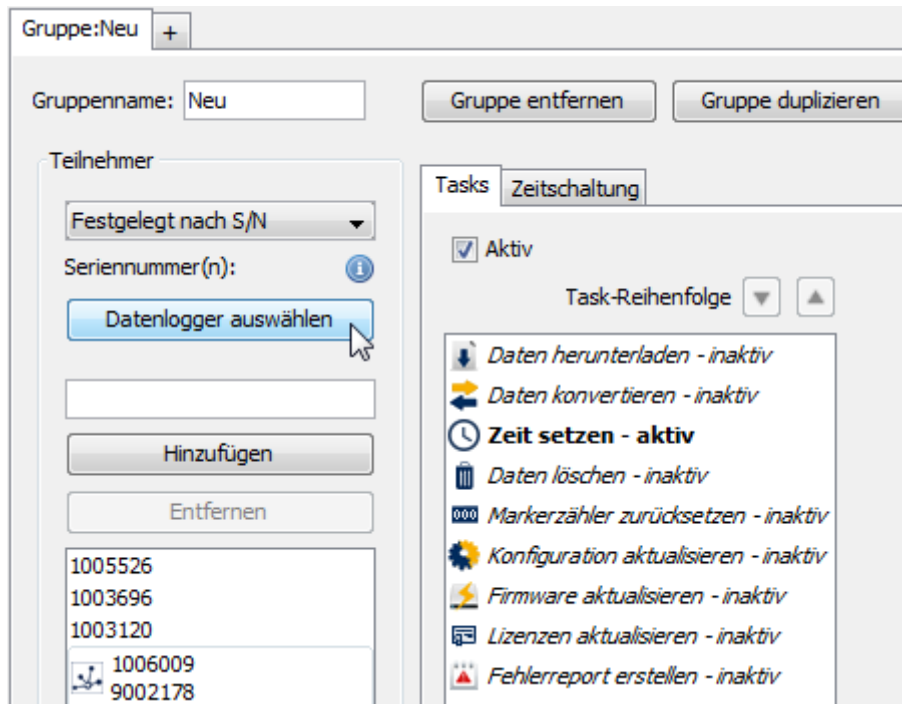 Gruppe:Neu +
Gruppenname: Neu Gruppe entfernen Gruppe duplizieren
Teilnehmer
Festgelegt nach S/N
Seriennummer(n):
Datenlogger auswählen
Hinzufügen
Entfernen
1005526
1003696
1003120
1006009
9002178
Tasks Zeitschaltung
Aktiv
Task-Reihenfolge
Daten herunterladen - inaktiv
Daten konvertieren - inaktiv
Zeit setzen - aktiv
Daten löschen - inaktiv
000 Markerzähler zurücksetzen - inaktiv
Konfiguration aktualisieren - inaktiv
Firmware aktualisieren - inaktiv
Lizenzen aktualisieren - inaktiv
Fehlerreport erstellen - inaktiv